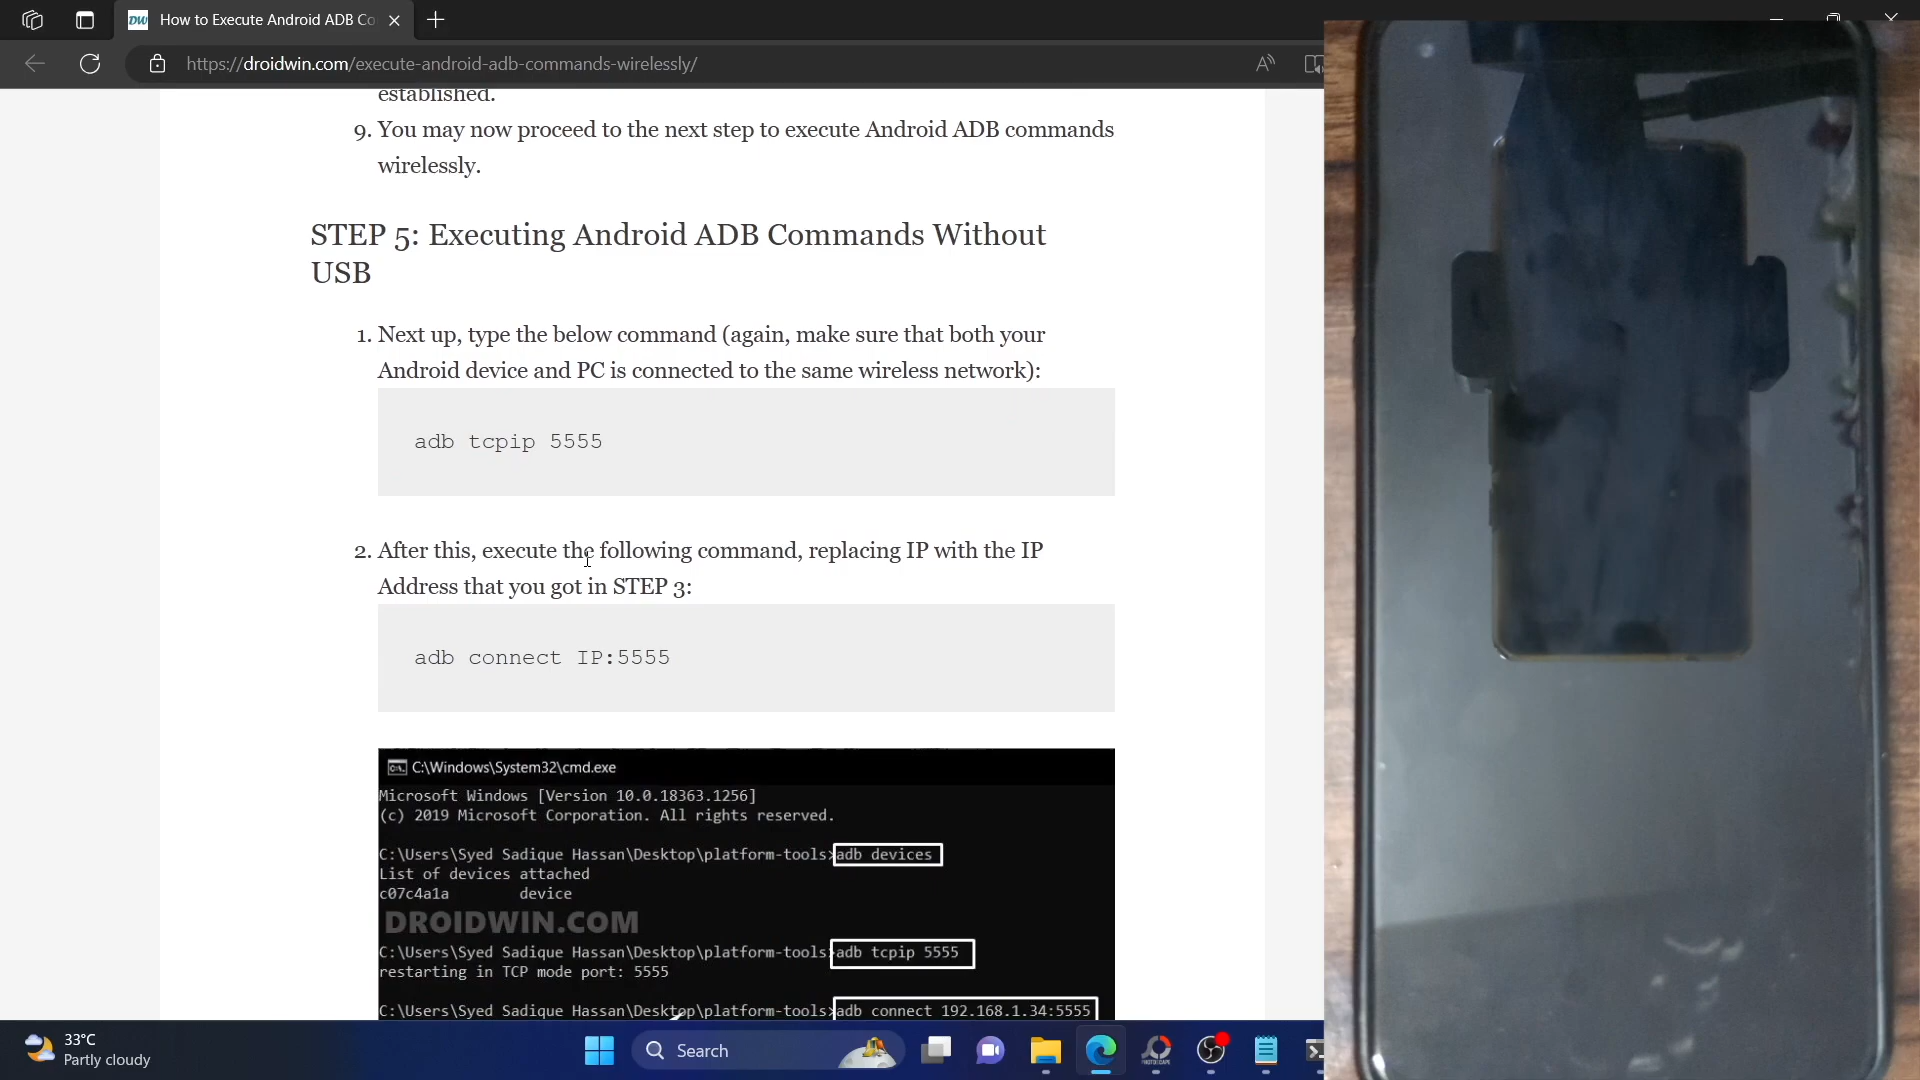 How to Execute Android ADB Co
https://droidwin.com/execute-android-adb-commands-wirelessly/
established.
9. You may now proceed to the next step to execute Android ADB commands
wirelessly.
STEP 5: Executing Android ADB Commands Without
USB
1. Next up, type the below command (again, make sure that both your
Android device and PC is connected to the same wireless network):
adb tcpip 5555
2. After this, execute the following command, replacing IP with the IP
Address that you got in STEP 3:
adb connect IP:5555
C:\Windows\System32\cmd.exe
Microsoft Windows [Version 10.0.18363.1256]
(c) 2019 Microsoft Corporation. All rights reserved.
C:\Users\Syed Sadique Hassan\Desktop\platform-tools>adb devices
List of devices attached
c07c4a1a device
DROIDWIN.COM
C:\Users\Syed Sadique Hassan\Desktop\platform-tools>adb tcpip 5555
restarting in TCP mode port: 5555
C:\Users\Syed Sadique Hassan\Desktop\platform-tools>adb connect 192.168.1.34:5555
33°C
Partly cloudy
Search